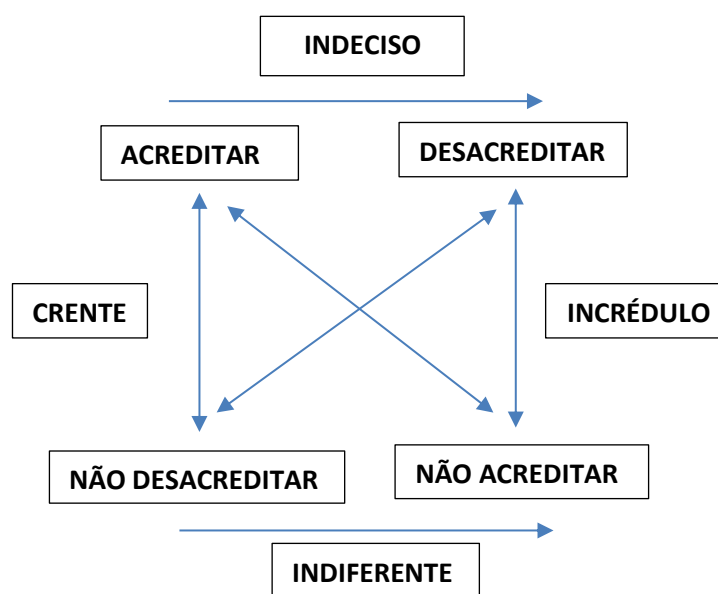 INDECISO
ACREDITAR
DESACREDITAR
CRENTE
INCRÉDULO
NÃO DESACREDITAR
NÃO ACREDITAR
INDIFERENTE